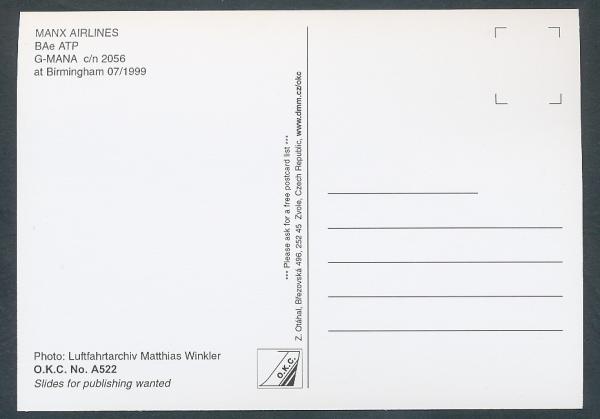 MANX AIRLINES
BAe ATP
G-MANA c/n 2056
at Birmingham 07/1999
*** Please ask for a free postcard list ***
Z. Otáhal, Březovská 496, 252 45 Zvole, Czech Republic, www.dmm.cz/okc
Photo: Luftfahrtarchiv Matthias Winkler
O.K.C. No. A522
Slides for publishing wanted
O.K.C.